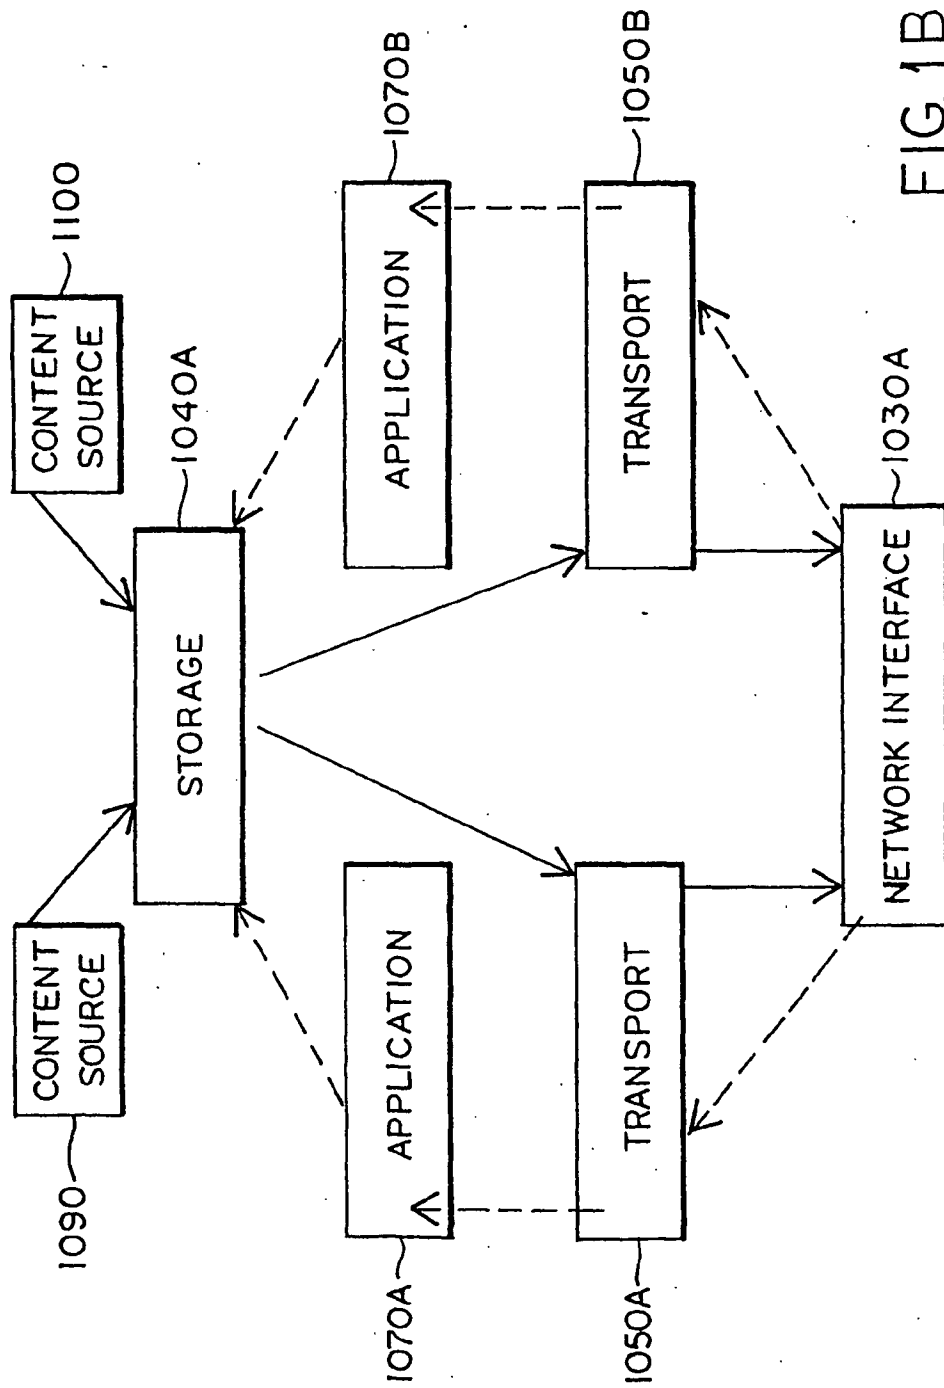 CONTENT
SOURCE
1090
CONTENT
SOURCE
1100
STORAGE
1040A
APPLICATION
1070A
APPLICATION
1070B
TRANSPORT
1050A
TRANSPORT
1050B
NETWORK INTERFACE
1030A
FIG. 1B